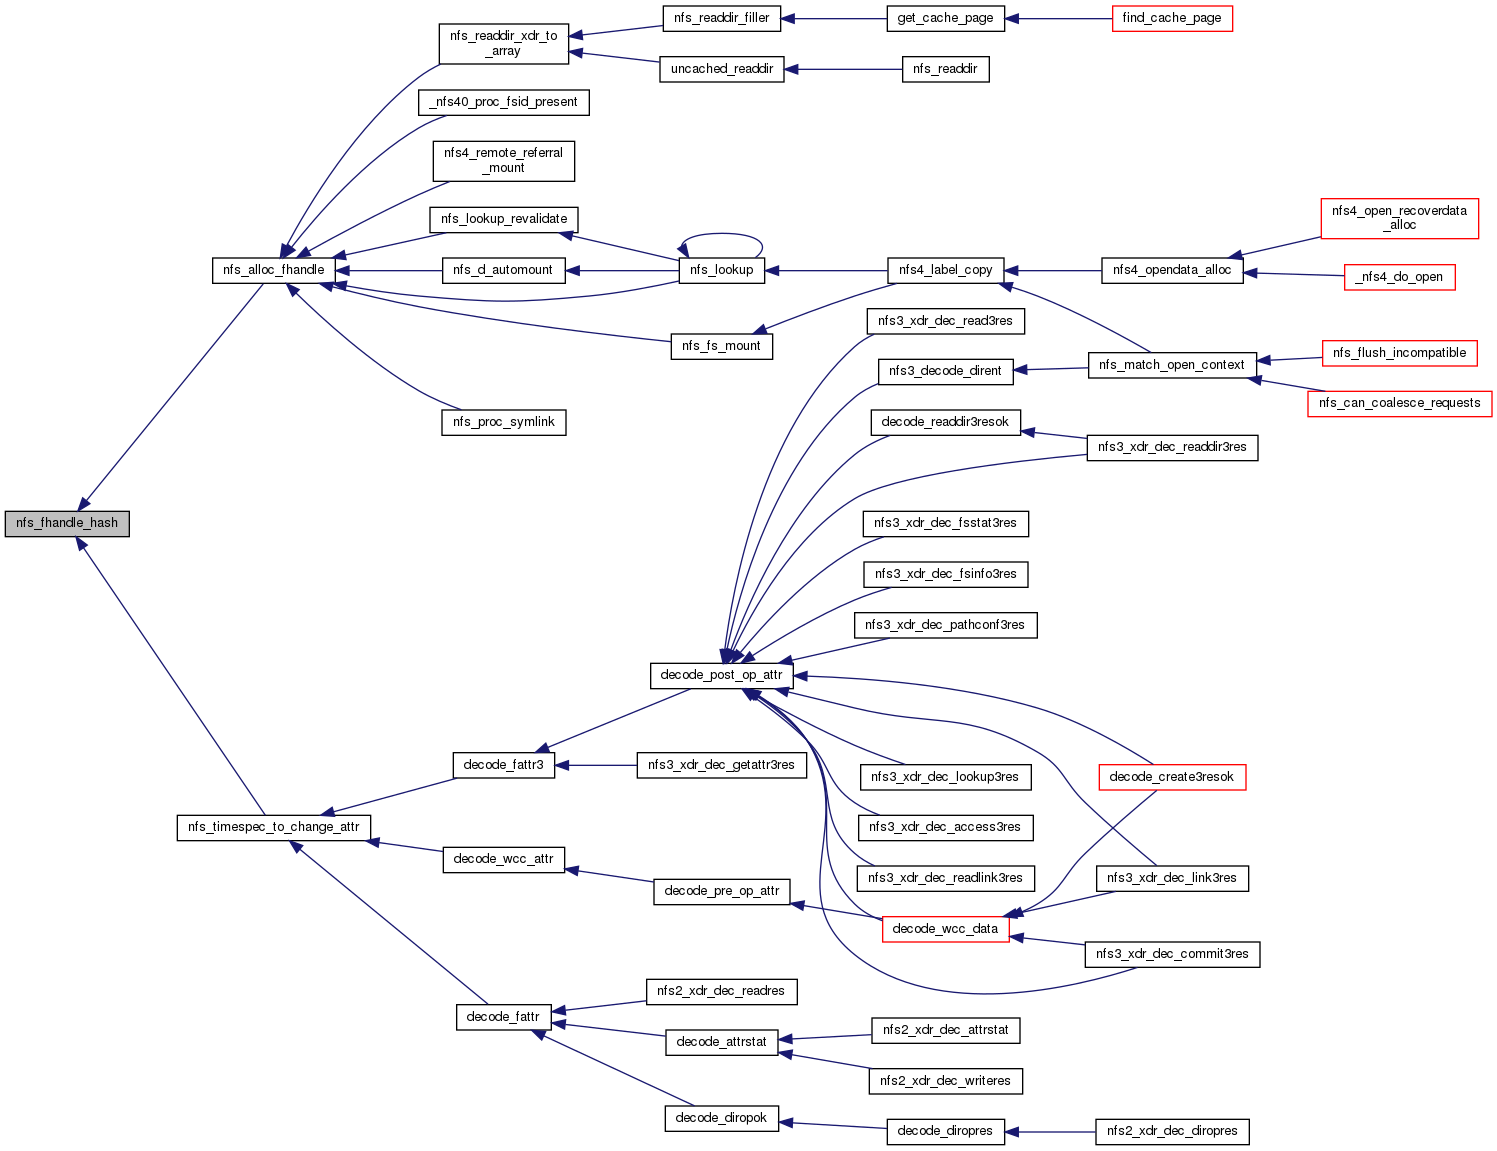 nfs_readdir_filler
get_cache_page
find_cache_page
nfs_readdir_xdr_to
_array
uncached_readdir
nfs_readdir
_nfs40_proc_fsid_present
nfs4_remote_referral
_mount
nfs_lookup_revalidate
nfs4_open_recoverdata
_alloc
nfs_alloc_fhandle
nfs_d_automount
nfs_lookup
nfs4_label_copy
nfs4_opendata_alloc
_nfs4_do_open
nfs3_xdr_dec_read3res
nfs_fs_mount
nfs_flush_incompatible
nfs3_decode_dirent
nfs_match_open_context
nfs_can_coalesce_requests
nfs_proc_symlink
decode_readdir3resok
nfs3_xdr_dec_readdir3res
nfs_fhandle_hash
nfs3_xdr_dec_fsstat3res
nfs3_xdr_dec_fsinfo3res
nfs3_xdr_dec_pathconf3res
decode_post_op_attr
decode_fattr3
nfs3_xdr_dec_getattr3res
nfs3_xdr_dec_lookup3res
decode_create3resok
nfs_timespec_to_change_attr
nfs3_xdr_dec_access3res
decode_wcc_attr
nfs3_xdr_dec_readlink3res
nfs3_xdr_dec_link3res
decode_pre_op_attr
decode_wcc_data
nfs3_xdr_dec_commit3res
nfs2_xdr_dec_readres
decode_fattr
nfs2_xdr_dec_attrstat
decode_attrstat
nfs2_xdr_dec_writeres
decode_diropok
decode_diropres
nfs2_xdr_dec_diropres